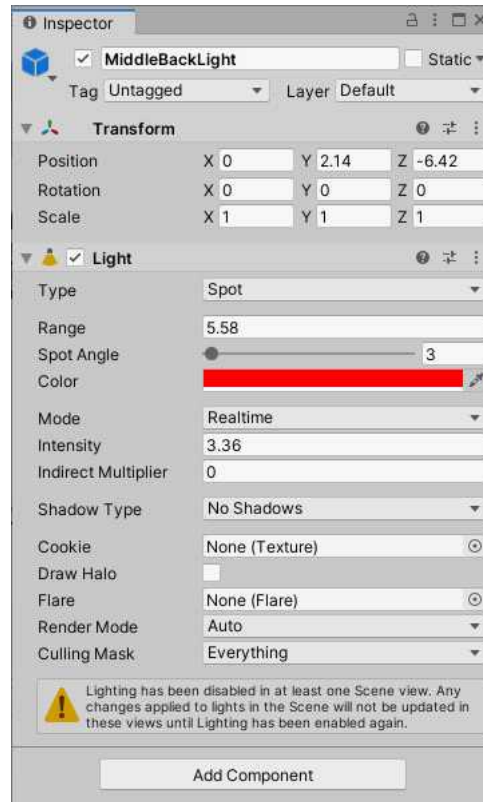 Inspector
MiddleBackLight Static
Tag Untagged Layer Default
Transform
Position X 0 Y 2.14 Z -6.42
Rotation X 0 Y 0 Z 0
Scale X 1 Y 1 Z 1
Light
Type Spot
Range 5.58
Spot Angle 3
Color
Mode Realtime
Intensity 3.36
Indirect Multiplier 0
Shadow Type No Shadows
Cookie None (Texture)
Draw Halo
Flare None (Flare)
Render Mode Auto
Culling Mask Everything
Lighting has been disabled in at least one Scene view. Any
changes applied to lights in the Scene will not be updated in
these views until Lighting has been enabled again.
Add Component